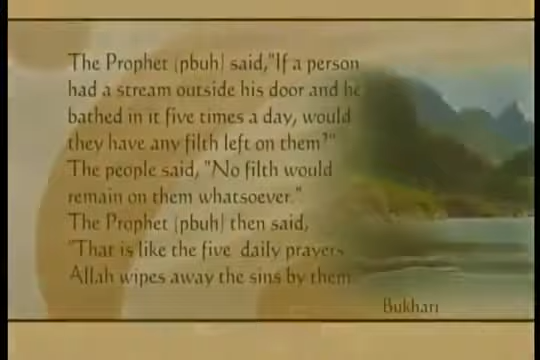 The Prophet (pbuh) said,"If a person
had a stream outside his door and he
bathed in it five times a day, would
they have any filth left on them?"
The people said, "No filth would
remain on them whatsoever."
The Prophet (pbuh) then said,
"That is like the five daily prayers
Allah wipes away the sins by them
Bukhari